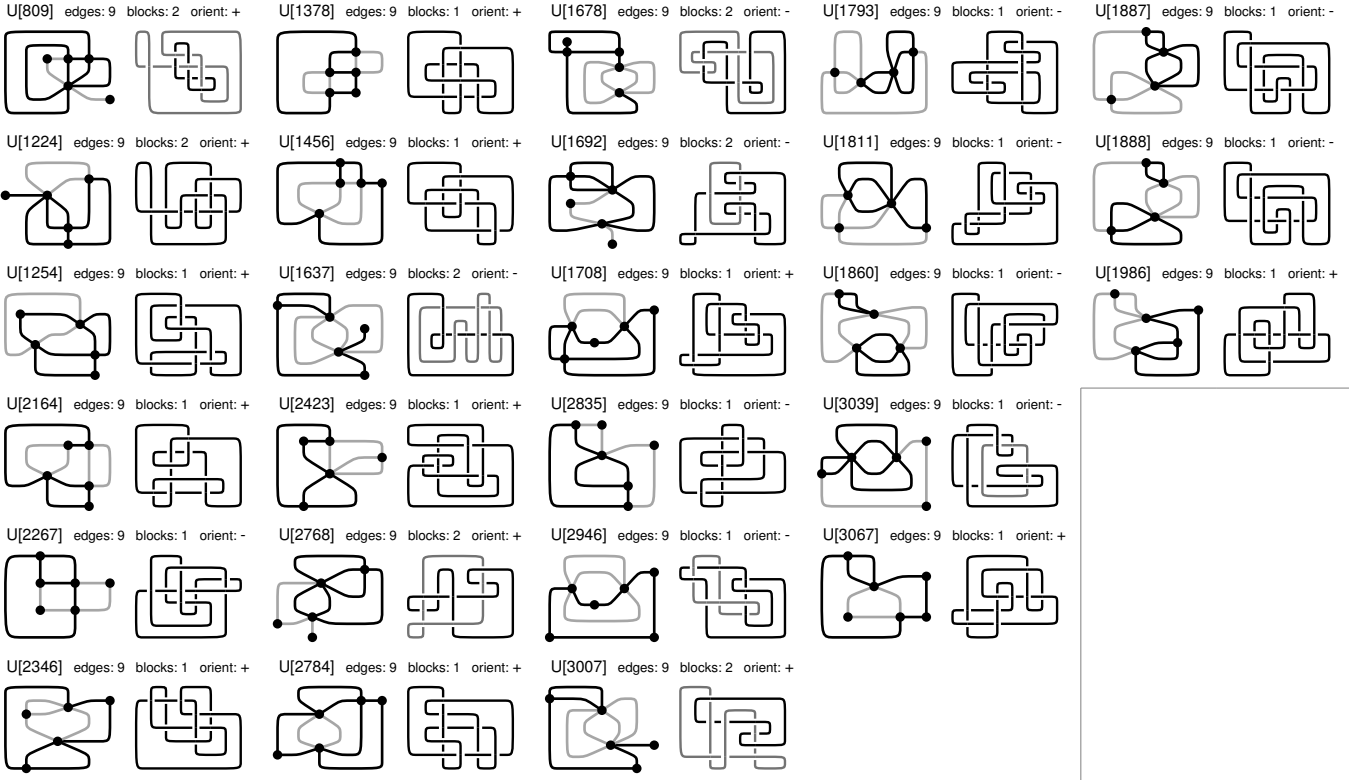 U[809] edges: 9 blocks: 2 orient: +
U[1378] edges: 9 blocks: 1 orient: +
U[1678] edges: 9 blocks: 2 orient: -
U[1793] edges: 9 blocks: 1 orient: -
U[1887] edges: 9 blocks: 1 orient: -
U[1224] edges: 9 blocks: 2 orient: +
U[1456] edges: 9 blocks: 1 orient: +
U[1692] edges: 9 blocks: 2 orient: -
U[1811] edges: 9 blocks: 1 orient: -
U[1888] edges: 9 blocks: 1 orient: -
U[1254] edges: 9 blocks: 1 orient: +
U[1637] edges: 9 blocks: 2 orient: -
U[1708] edges: 9 blocks: 1 orient: +
U[1860] edges: 9 blocks: 1 orient: -
U[1986] edges: 9 blocks: 1 orient: +
U[2164] edges: 9 blocks: 1 orient: +
U[2423] edges: 9 blocks: 1 orient: +
U[2835] edges: 9 blocks: 1 orient: -
U[3039] edges: 9 blocks: 1 orient: -
U[2267] edges: 9 blocks: 1 orient: -
U[2768] edges: 9 blocks: 2 orient: +
U[2946] edges: 9 blocks: 1 orient: -
U[3067] edges: 9 blocks: 1 orient: +
U[2346] edges: 9 blocks: 1 orient: +
U[2784] edges: 9 blocks: 1 orient: +
U[3007] edges: 9 blocks: 2 orient: +